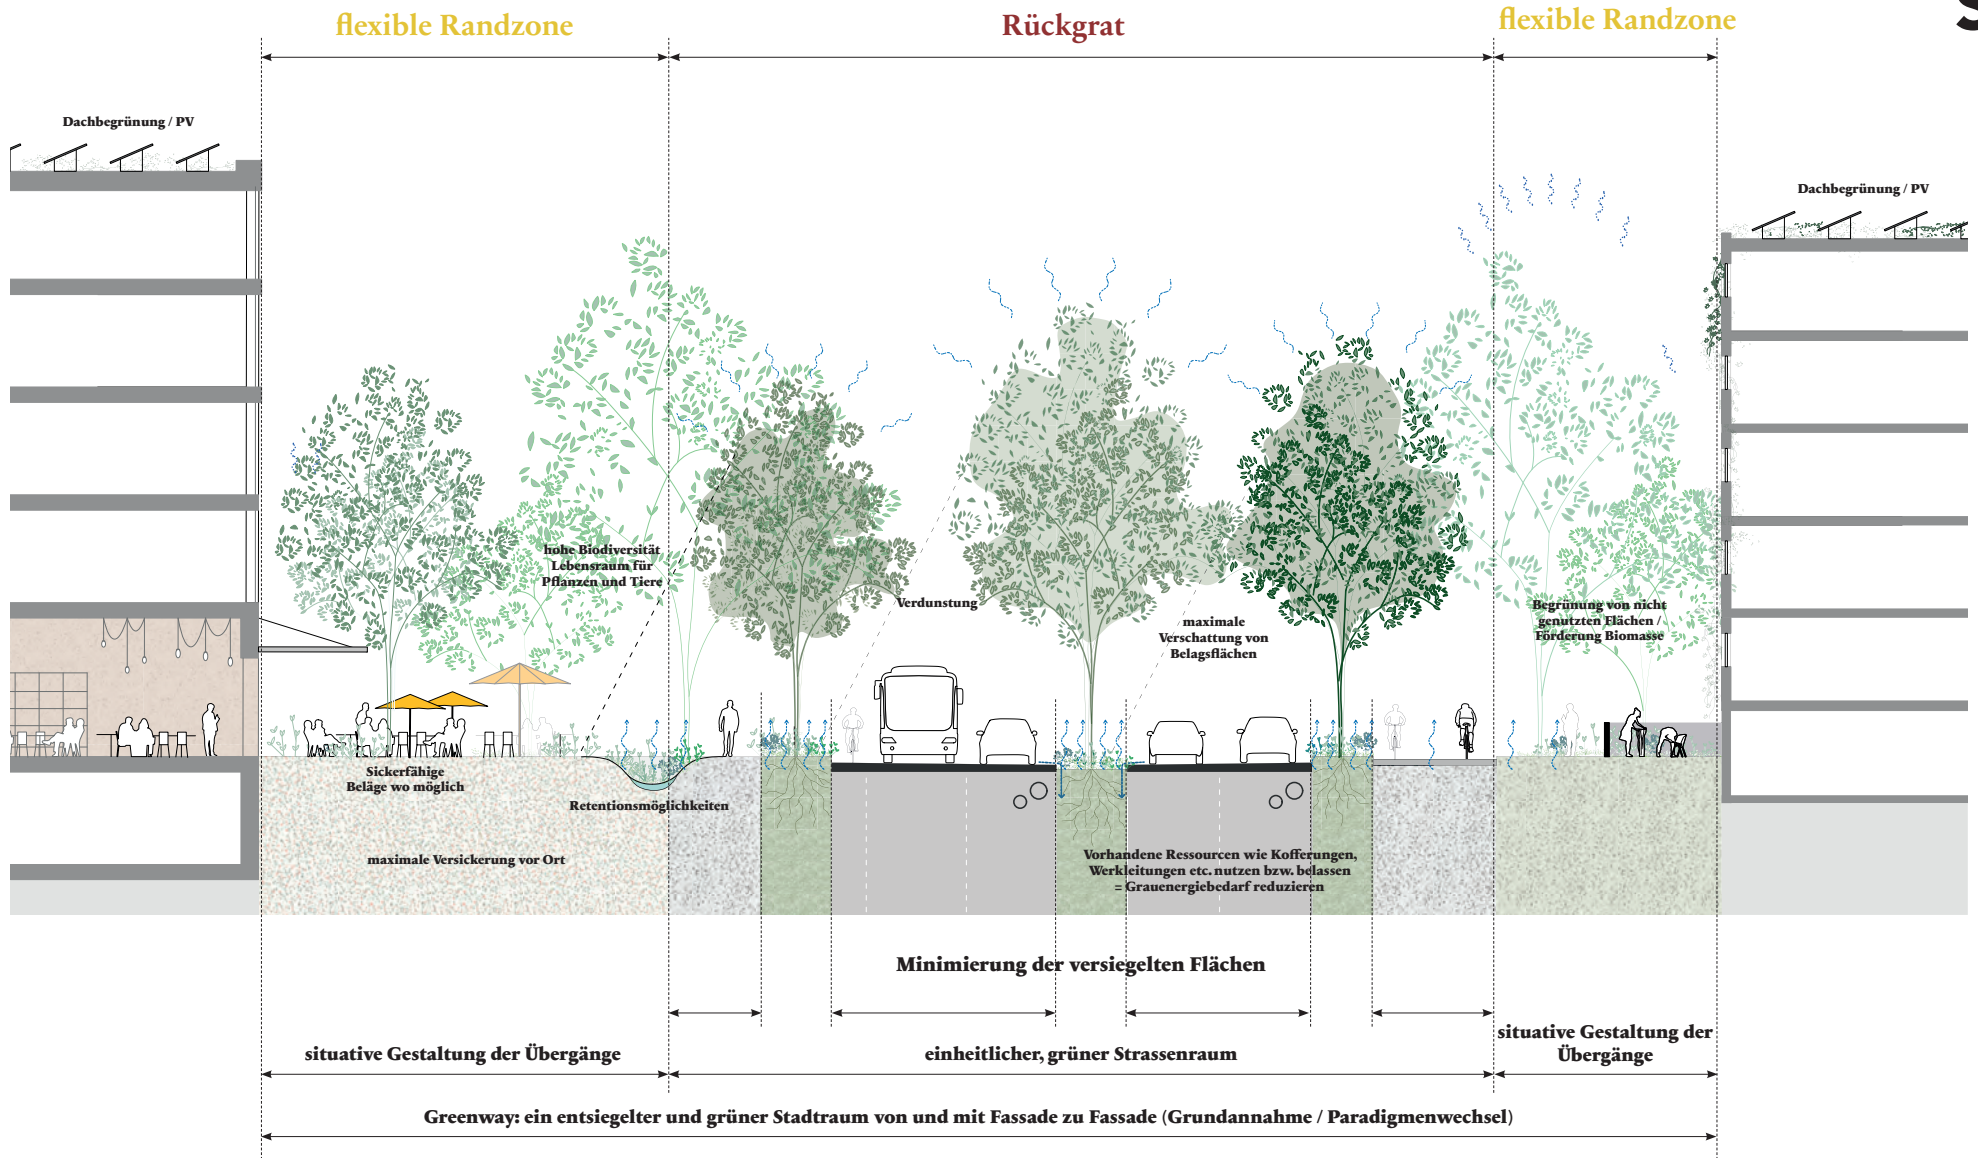 flexible Randzone
Rückgrat
flexible Randzone
Dachbegrünung / PV
Dachbegrünung / PV
hohe Biodiversität
Lebensraum für
Pflanzen und Tiere
Verdunstung
maximale
Verschattung von
Belagsflächen
Begrünung von nicht
genutzten Flächen /
Förderung Biomasse
Sickerfähige
Beläge wo möglich
Retentionsmöglichkeiten
maximale Versickerung vor Ort
Vorhandene Ressourcen wie Kofferungen,
Werkleitungen etc. nutzen bzw. belassen
= Grauenergiebedarf reduzieren
Minimierung der versiegelten Flächen
situative Gestaltung der Übergänge
einheitlicher, grüner Strassenraum
situative Gestaltung der
Übergänge
Greenway: ein entsiegelter und grüner Stadtraum von und mit Fassade zu Fassade (Grundannahme / Paradigmenwechsel)